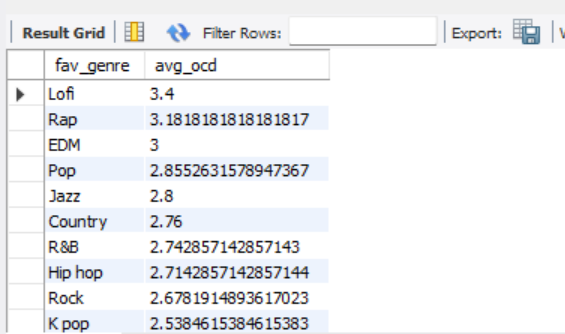 Result Grid Filter Rows: Export:
fav_genre avg_ocd
Lofi 3.4
Rap 3.1818181818181817
EDM 3
Pop 2.8552631578947367
Jazz 2.8
Country 2.76
R&B 2.742857142857143
Hip hop 2.7142857142857144
Rock 2.6781914893617023
K pop 2.5384615384615383